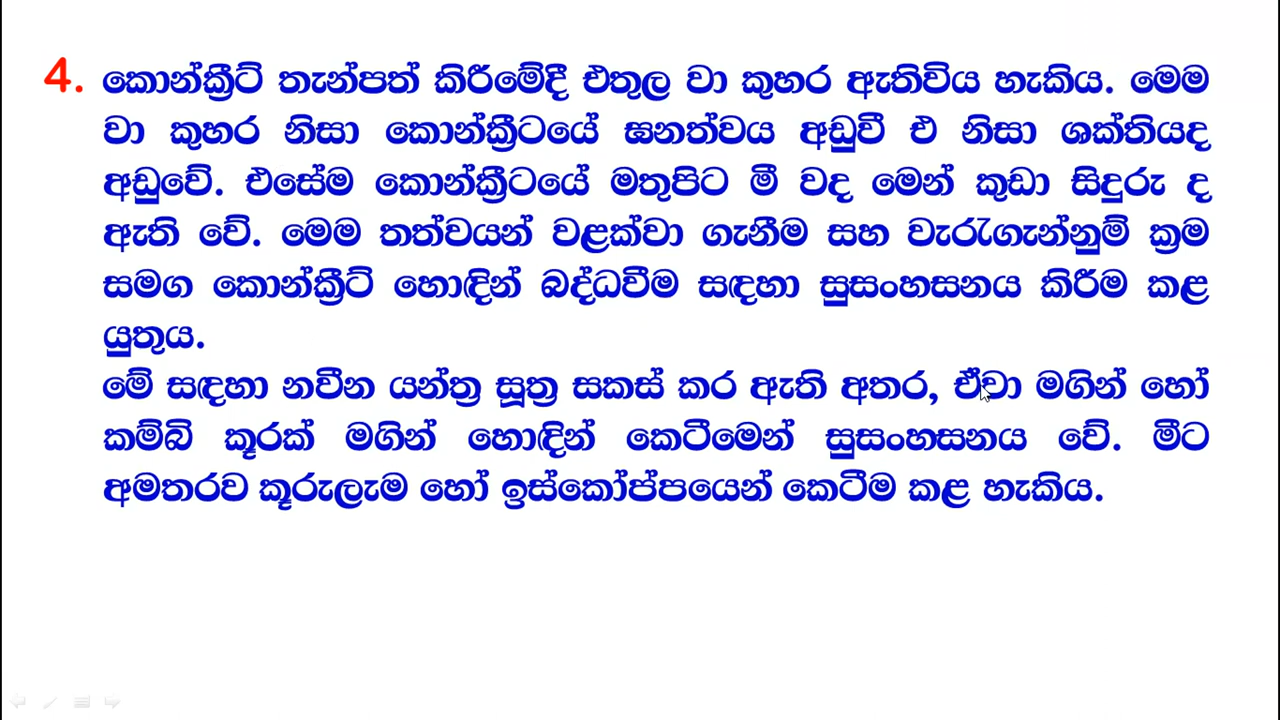 4. කොන්ක්‍රීට් තැන්පත් කිරීමේදී එතුල වා කුහර ඇතිවිය හැකිය. මෙම
වා කුහර නිසා කොන්ක්‍රීටයේ ඝනත්වය අඩුවී එ නිසා ශක්තියද
අඩුවේ. එසේම කොන්ක්‍රීටයේ මතුපිට මී වද මෙන් කුඩා සිදුරු ද
ඇති වේ. මෙම තත්වයන් වළක්වා ගැනීම සහ වැරැගැන්නුම් ක්‍රම
සමග කොන්ක්‍රීට් හොඳින් බද්ධවීම සඳහා සුසංහසනය කිරීම කළ
යුතුය.
මේ සඳහා නවීන යන්ත්‍ර සූත්‍ර සකස් කර ඇති අතර, ඒවා මගින් හෝ
කම්බි කූරක් මගින් හොඳින් කෙටීමෙන් සුසංහසනය වේ. මීට
අමතරව කූරුලෑම හෝ ඉස්කෝප්පයෙන් කෙටීම කළ හැකිය.